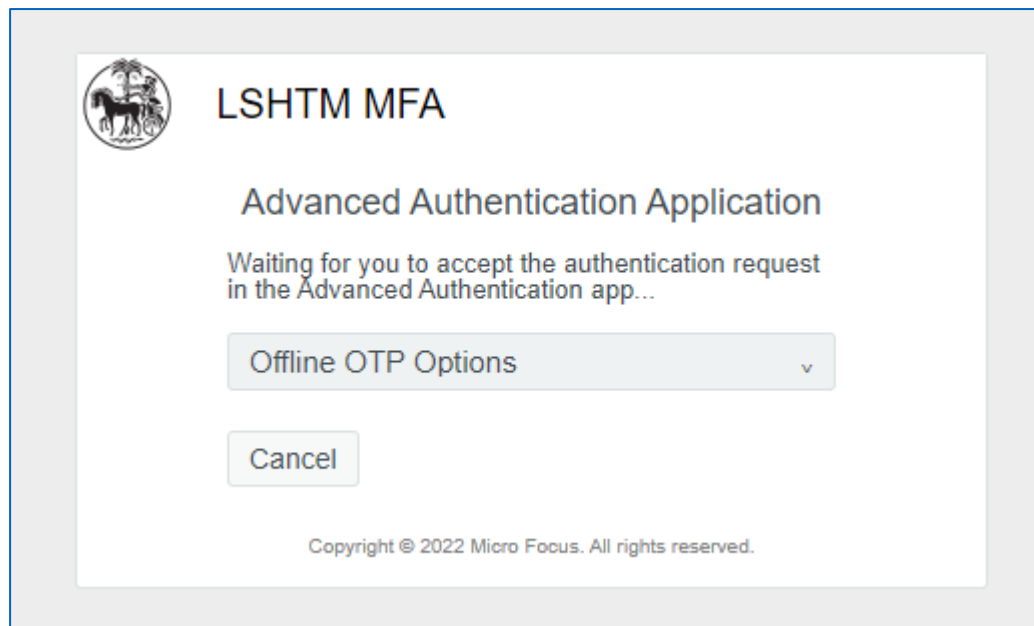 LSHTM MFA
Advanced Authentication Application
Waiting for you to accept the authentication request
in the Advanced Authentication app...
Offline OTP Options
Cancel
Copyright © 2022 Micro Focus. All rights reserved.